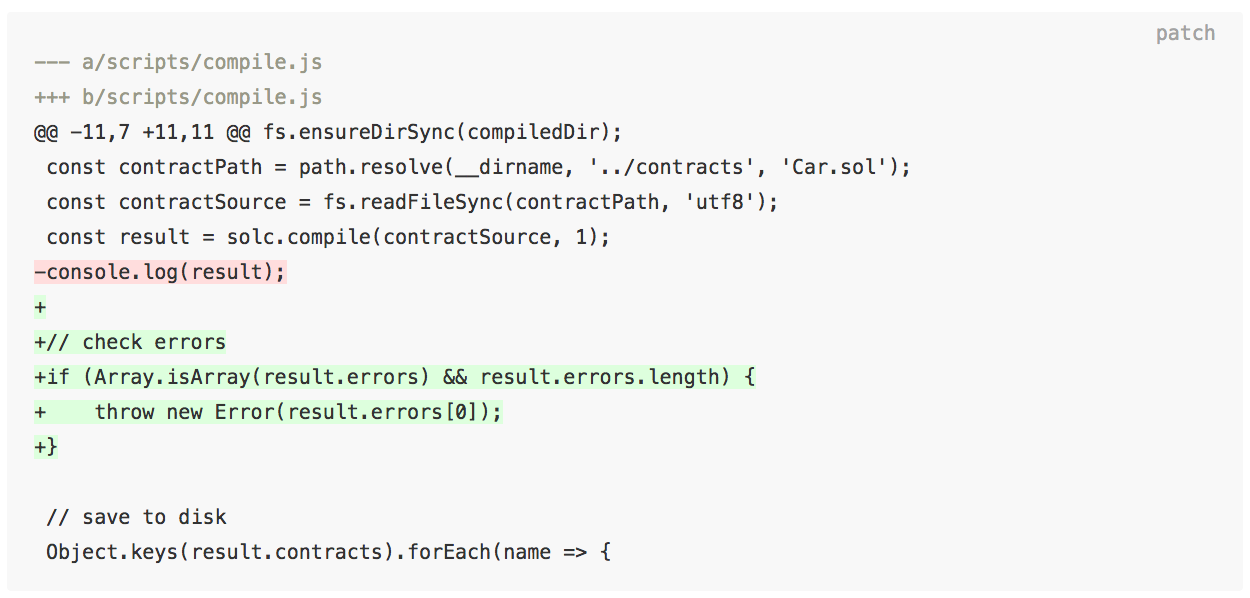 patch
--- a/scripts/compile.js
+++ b/scripts/compile.js
@@ -11,7 +11,11 @@ fs.ensureDirSync(compiledDir);
 const contractPath = path.resolve(__dirname, '../contracts', 'Car.sol');
 const contractSource = fs.readFileSync(contractPath, 'utf8');
 const result = solc.compile(contractSource, 1);
-console.log(result);
+
+// check errors
+if (Array.isArray(result.errors) && result.errors.length) {
+    throw new Error(result.errors[0]);
+}

 // save to disk
 Object.keys(result.contracts).forEach(name => {